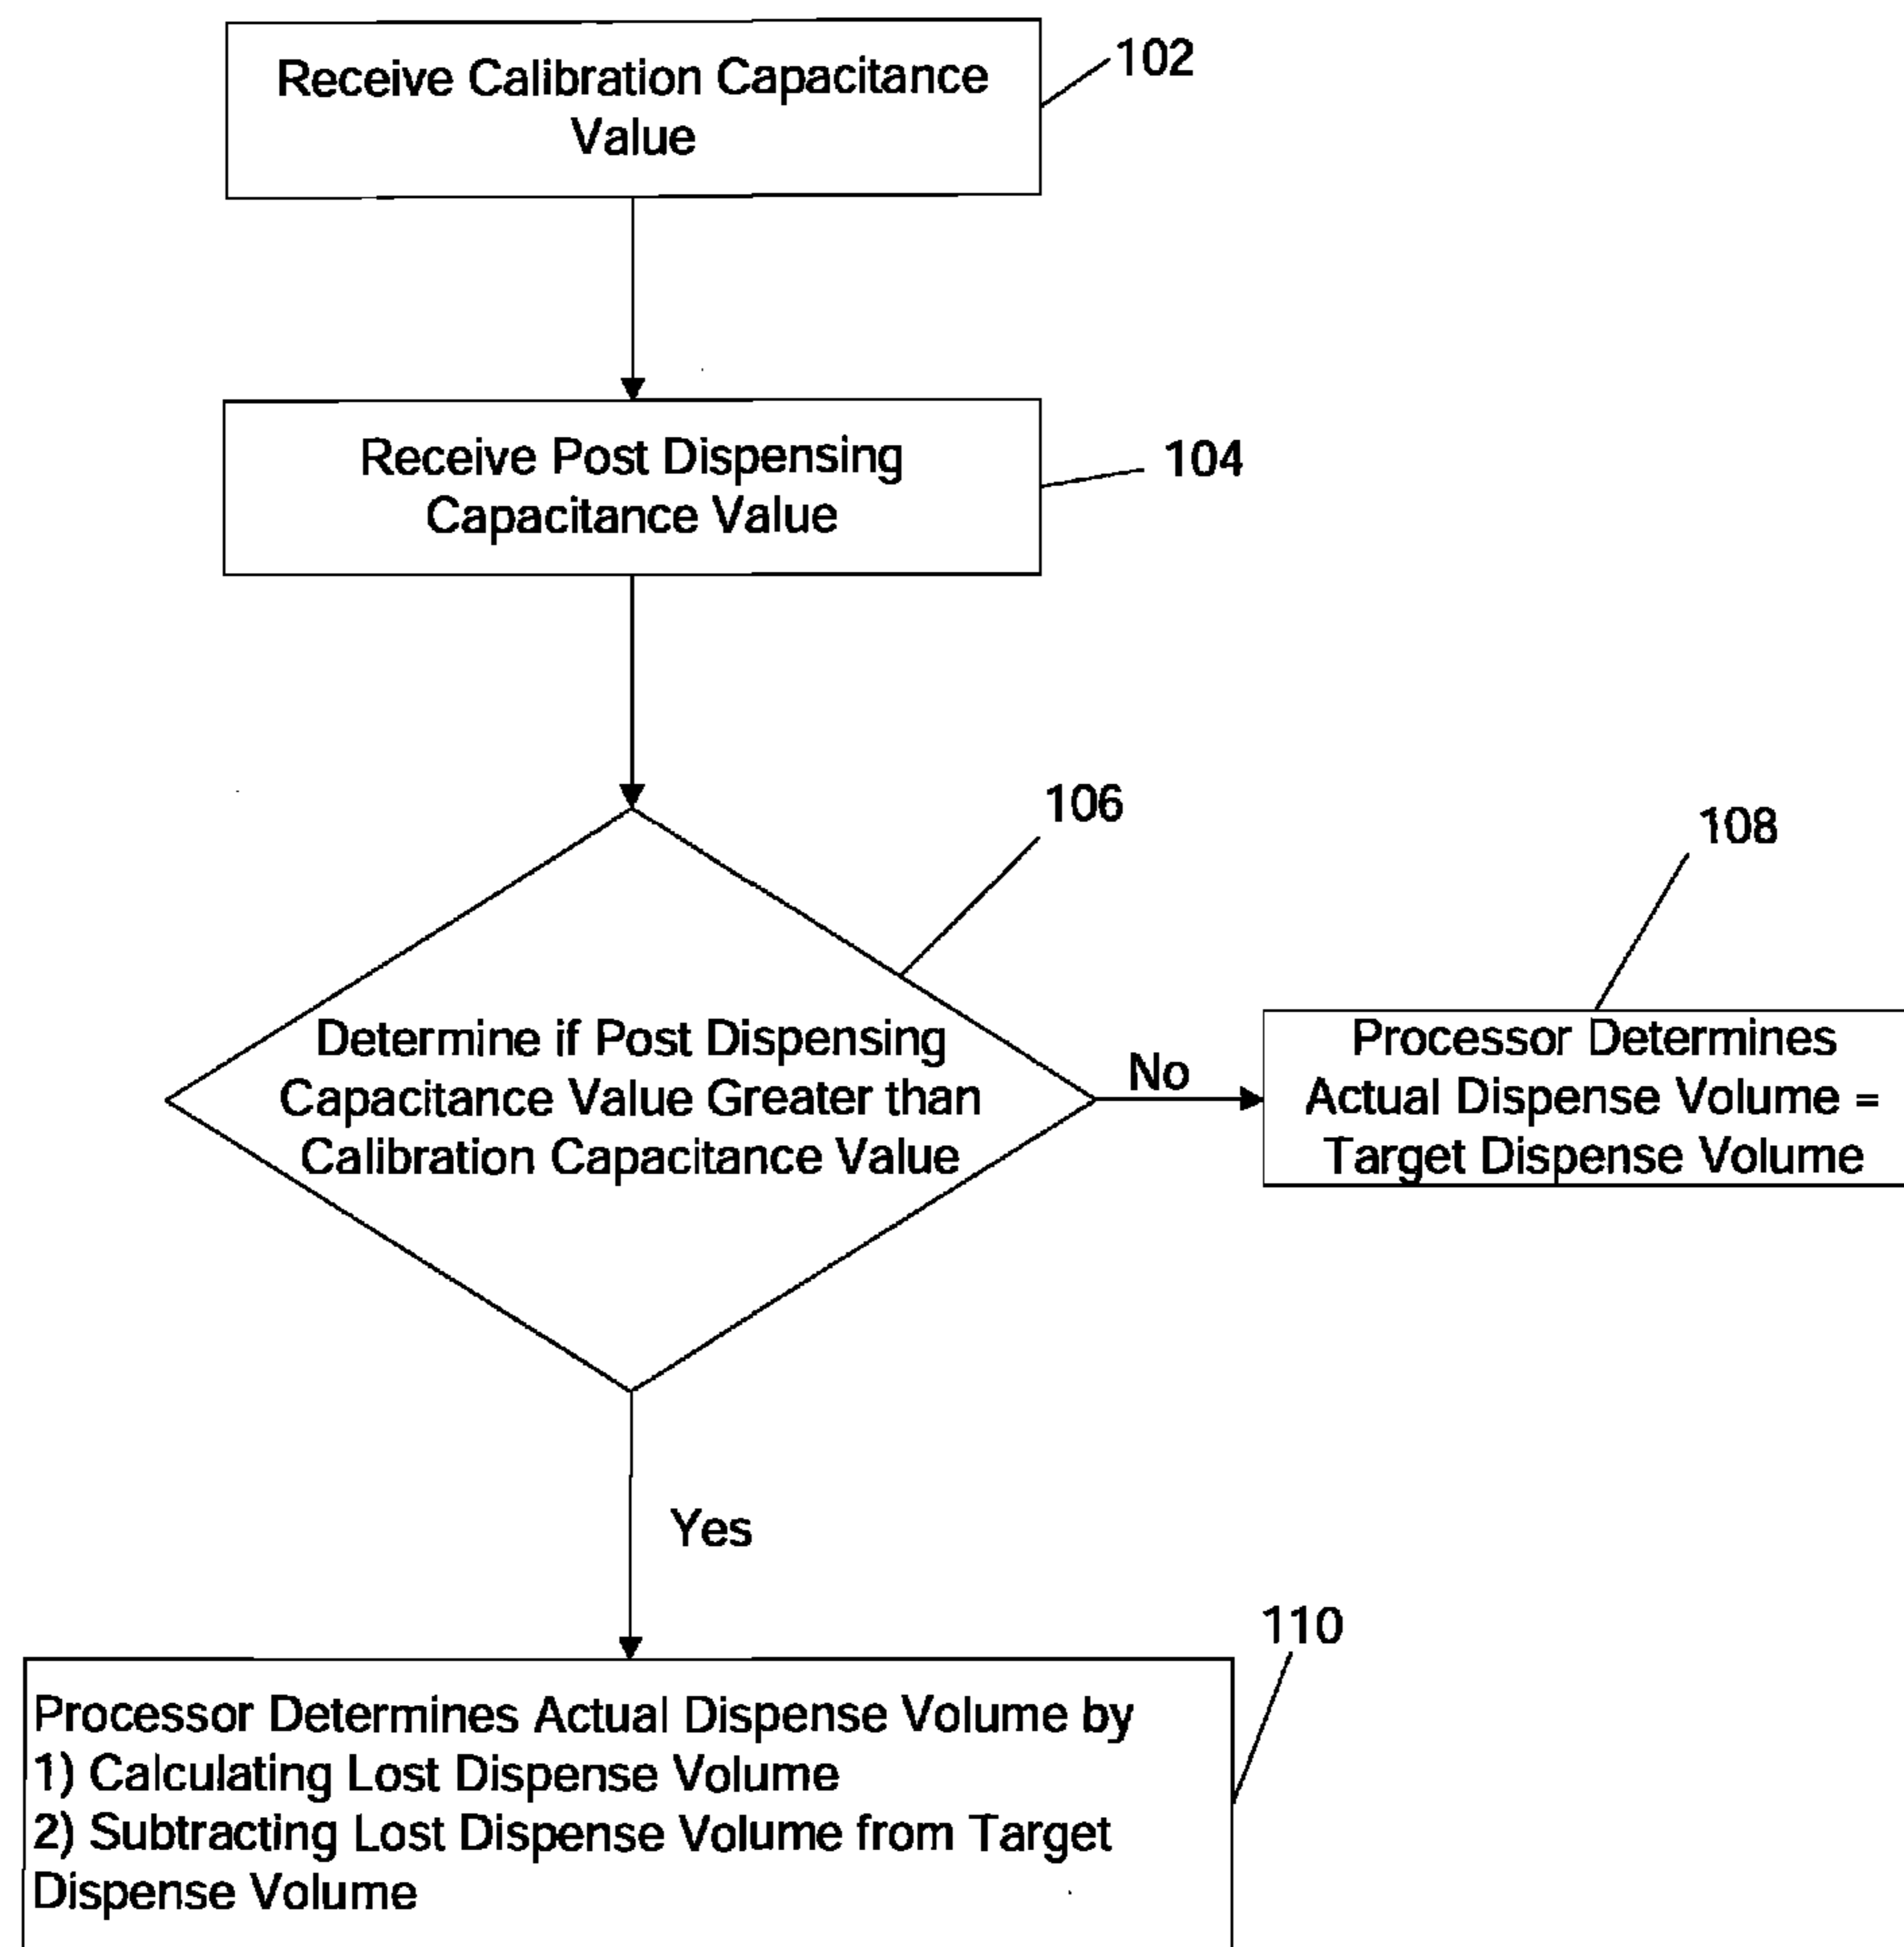 Receive Calibration Capacitance
Value
102
Receive Post Dispensing
Capacitance Value
104
106
108
Determine if Post Dispensing
Capacitance Value Greater than
Calibration Capacitance Value
No
Processor Determines
Actual Dispense Volume =
Target Dispense Volume
Yes
110
Processor Determines Actual Dispense Volume by
1) Calculating Lost Dispense Volume
2) Subtracting Lost Dispense Volume from Target
Dispense Volume